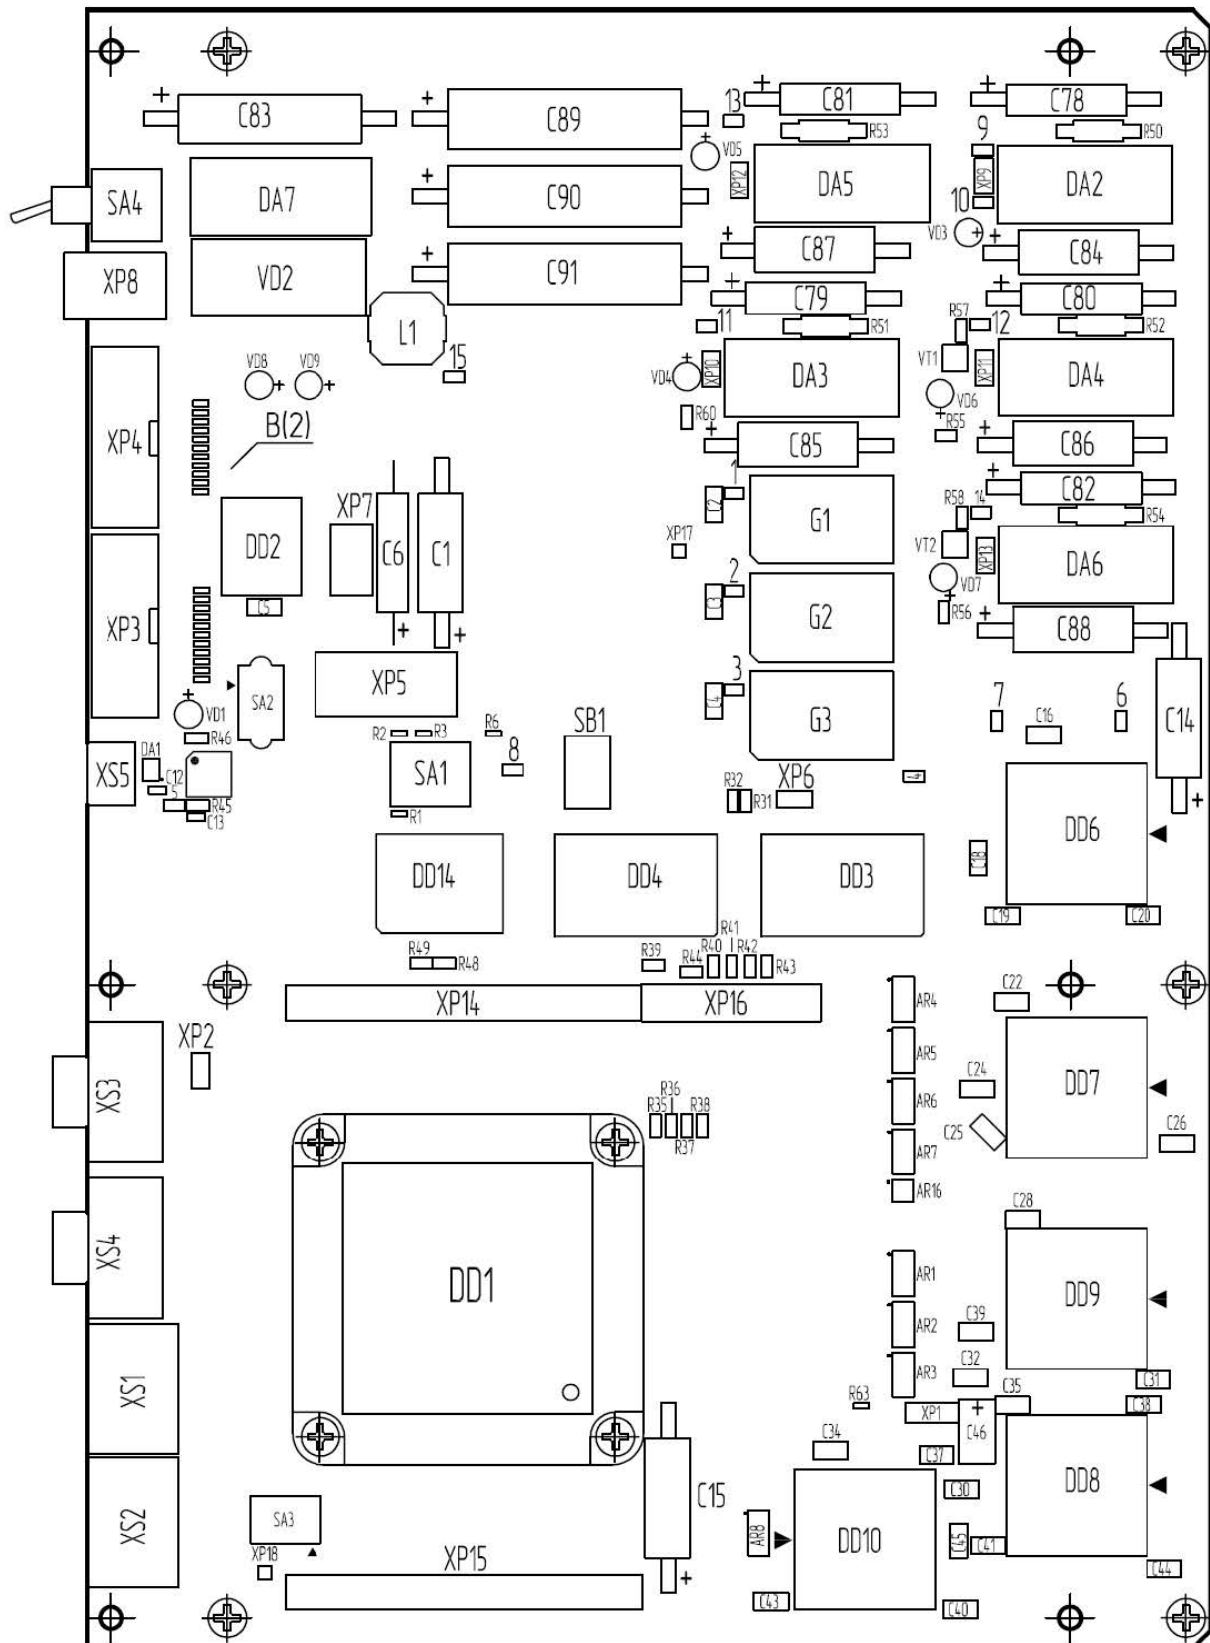 C83
C89
13
C81
C78
VD5
R53
9
R50
SA4
DA7
C90
XP12
DA5
XP9
DA2
10
VD3
XP8
VD2
C91
C87
C84
C79
C80
L1
11
R51
R57
12
R52
VD8
VD9
15
VD4
XP10
DA3
VT1
XP11
DA4
VD6
XP4
B(2)
R60
R55
C85
C86
1
C82
XP7
C2
G1
R58
14
R54
DD2
C6
C1
XP17
VT2
XP13
DA6
VD7
C5
2
C3
G2
R56
C88
XP3
XP5
SA2
3
C4
G3
VD1
7
6
C16
C14
R46
R2
R3
R6
SB1
XS5
DA1
C12
SA1
8
XP6
4
R32
R31
5
R45
C13
R1
DD6
DD14
DD4
DD3
C18
C19
C20
R49
R48
R39
R44
R40
R41
R42
R43
XP14
XP16
AR4
C22
XP2
XS3
AR5
C24
DD7
AR6
C25
C26
R35
R36
R37
R38
AR7
AR16
C28
XS4
DD1
AR1
DD9
AR2
C39
XS1
AR3
C32
C31
R63
XP1
C35
C38
C46
C34
C37
XS2
C15
C30
DD8
SA3
AR8
DD10
C45
C41
XP18
XP15
C44
C43
C40